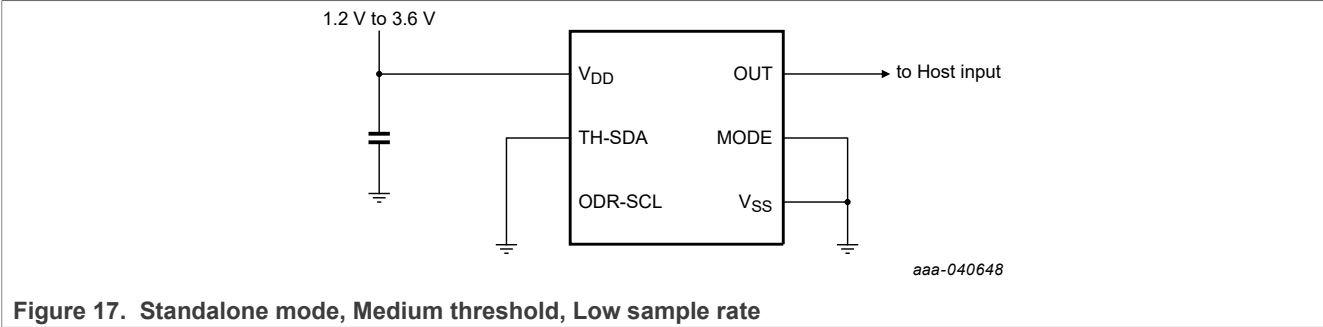 1.2 V to 3.6 V
VDD
OUT
to Host input
TH-SDA
MODE
ODR-SCL
VSS
aaa-040648
Figure 17. Standalone mode, Medium threshold, Low sample rate